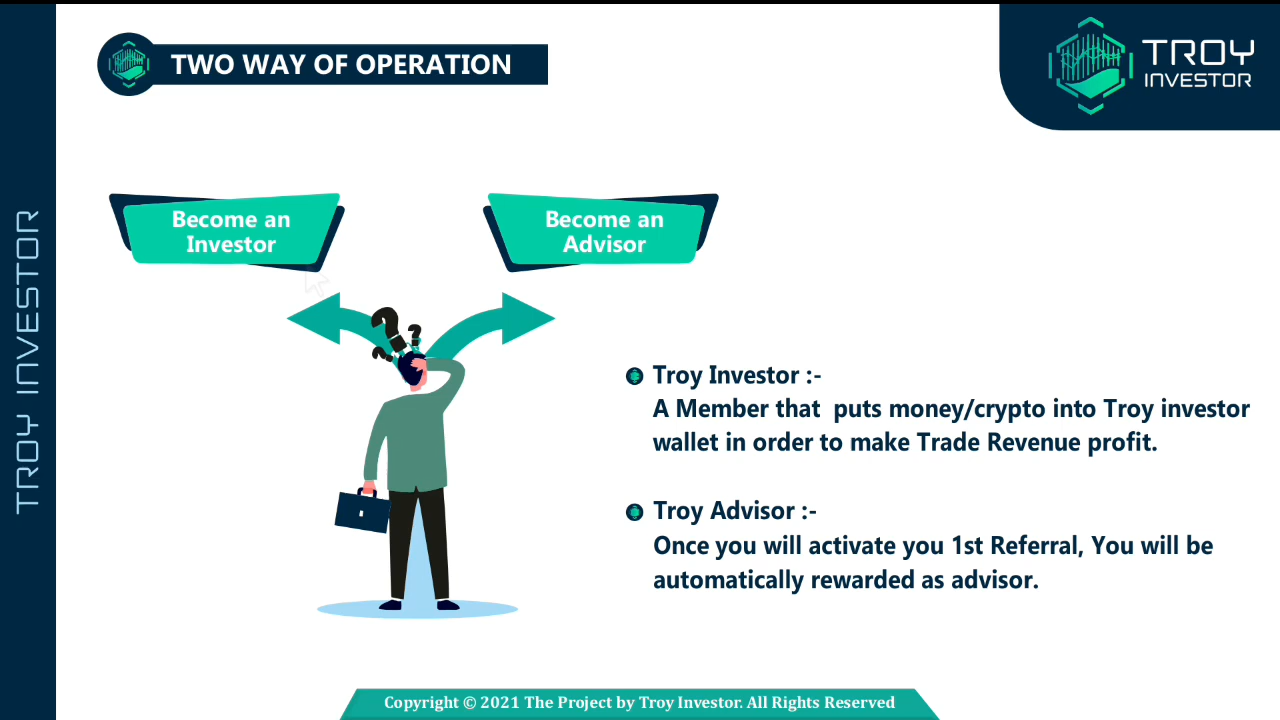 TWO WAY OF OPERATION
TROY
INVESTOR
TROY INVESTOR
Become an
Investor
Become an
Advisor
Troy Investor :-
A Member that  puts money/crypto into Troy investor
wallet in order to make Trade Revenue profit.
Troy Advisor :-
Once you will activate you 1st Referral, You will be
automatically rewarded as advisor.
Copyright © 2021 The Project by Troy Investor. All Rights Reserved